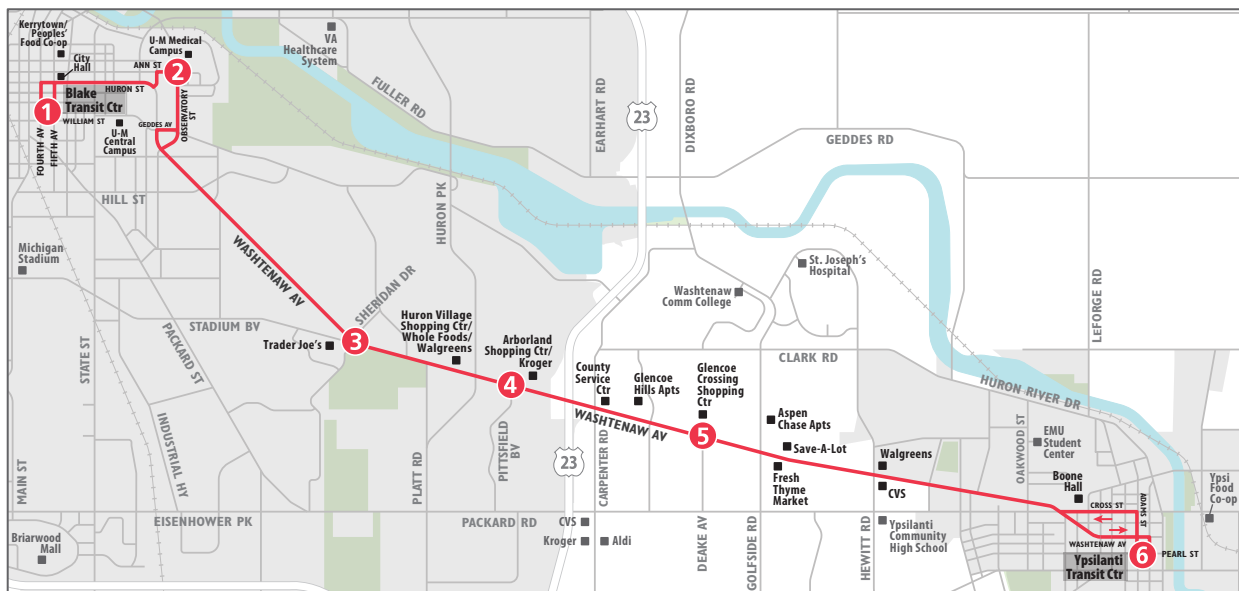 Kerrytown/
Peoples'
Food Co-op
City
Hall
U-M Medical
Campus
ANN ST
2
HURON ST
1
Blake
Transit Ctr
WILLIAM ST
U-M
Central
Campus
GEDDES AV
OBSERVATORY
ST
FOURTH AV
FIFTH AV
VA
Healthcare
System
FULLER RD
EARHART RD
23
DIXBORO RD
GEDDES RD
HILL ST
HURON PK
Michigan
Stadium
WASHTENAW AV
SHERIDAN DR
STADIUM BV
Trader Joe's
3
Huron Village
Shopping Ctr/
Whole Foods/
Walgreens
Arborland
Shopping Ctr/
Kroger
4
Washtenaw
Comm College
St. Joseph's
Hospital
LEFORGE RD
CLARK RD
HURON RIVER DR
County
Service
Ctr
Glencoe
Hills Apts
Glencoe
Crossing
Shopping
Ctr
WASHTENAW AV
5
Aspen
Chase Apts
Save-A-Lot
Fresh
Thyme
Market
Walgreens
CVS
STATE ST
PACKARD ST
INDUSTRIAL HY
MAIN ST
EISENHOWER PK
Briarwood
Mall
PLATT RD
PITTSFIELD
BV
23
CARPENTER RD
PACKARD RD
CVS
Kroger
Aldi
DEAKE AV
GOLFSIDE RD
HEWITT RD
Ypsilanti
Community
High School
OAKWOOD ST
EMU
Student
Center
Boone
Hall
CROSS ST
ADAMS ST
WASHTENAW AV
6
PEARL ST
Ypsilanti
Transit Ctr
Ypsi
Food
Co-op